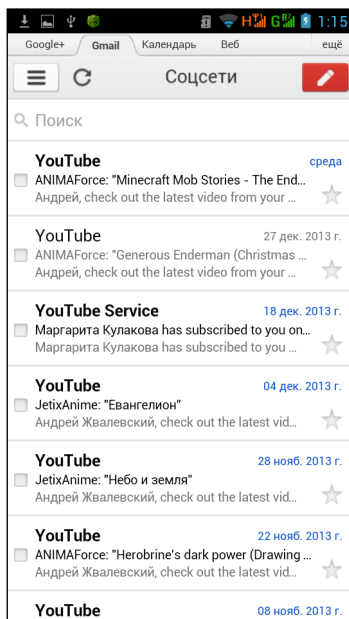 H G R 1:15
Google+ Gmail Календарь Веб ещё
Соцсети
Поиск
YouTube среда
ANIMAForce: "Minecraft Mob Stories - The End...
Андрей, check out the latest video from your ...
YouTube 27 дек. 2013 г.
ANIMAForce: "Generous Enderman (Christmas ...
Андрей, check out the latest video from your ...
YouTube Service 18 дек. 2013 г.
Маргарита Кулакова has subscribed to you on...
Маргарита Кулакова has subscribed to you ...
YouTube 04 дек. 2013 г.
JetixAnime: "Евангелион"
Андрей Жвалевский, check out the latest vid...
YouTube 28 нояб. 2013 г.
JetixAnime: "Небо и земля"
Андрей Жвалевский, check out the latest vid...
YouTube 22 нояб. 2013 г.
ANIMAForce: "Herobrine's dark power (Drawing ...
Андрей Жвалевский, check out the latest vid...
YouTube 08 нояб. 2013 г.